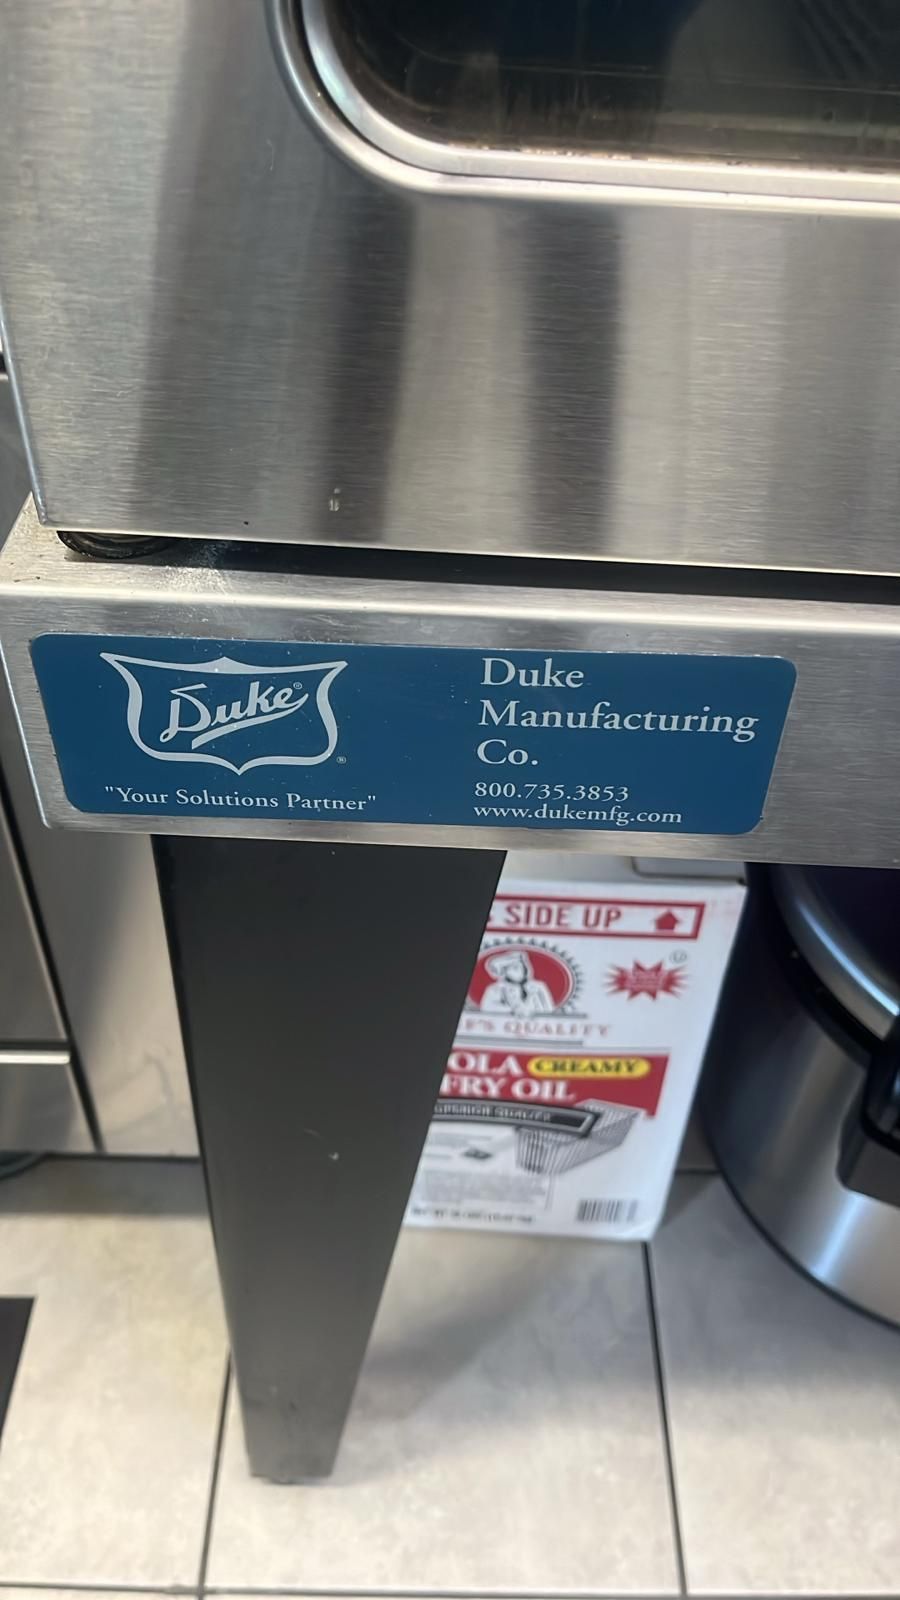 Duke®
®
"Your Solutions Partner"
Duke
Manufacturing
Co.
800.735.3853
www.dukemfg.com
SIDE UP
F'S QUALITY
OLA CREAMY
FRY OIL